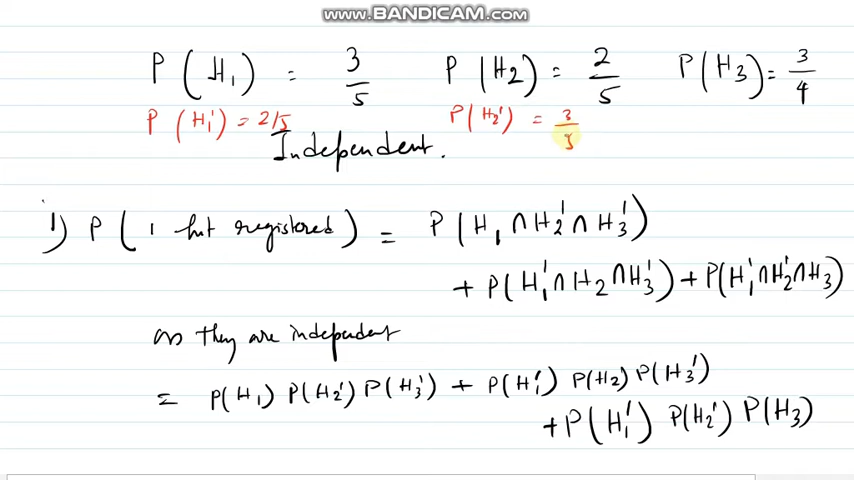 www.BANDICAM.com
P(H₁) = 3/5 P(H2) = 2/5 P(H3) = 3/4
P(H₁') = 2/5 P(H₂') = 3/5
Independent.
i) P(1 hit registered) = P(H₁∩H₂'∩H₃')
+ P(H₁'∩H₂∩H₃') + P(H₁'∩H₂'∩H₃)
as they are independent
= P(H₁) P(H₂') P(H₃') + P(H₁') P(H₂) P(H₃')
+ P(H₁') P(H₂') P(H₃)